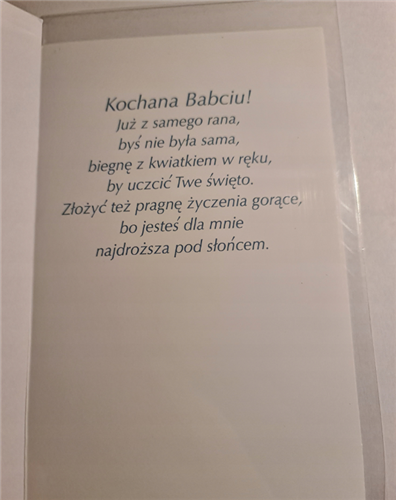 Kochana Babciu!
Już z samego rana,
byś nie była sama,
biegnę z kwiatkiem w ręku,
by uczcić Twe święto.
Złożyć też pragnę życzenia gorące,
bo jesteś dla mnie
najdroższa pod słońcem.